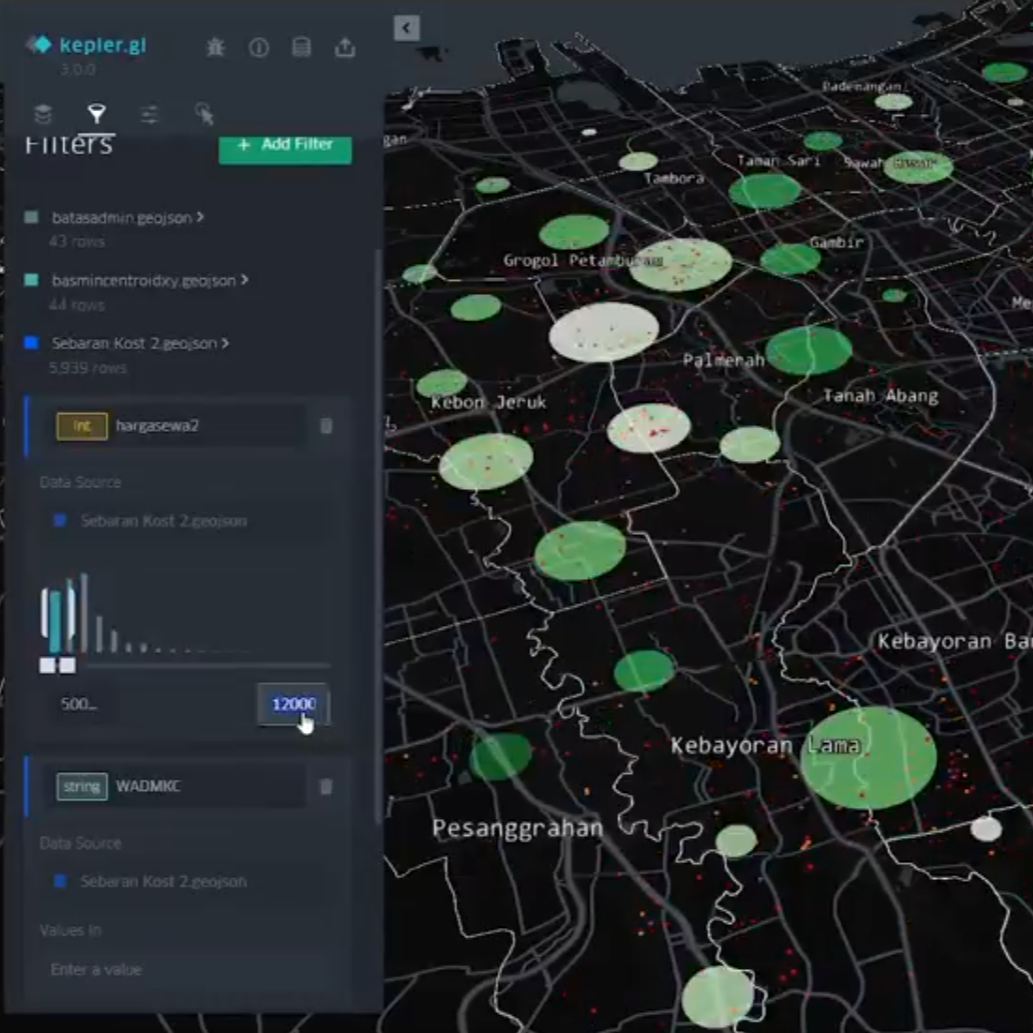 kepler.gl
3.0.0
Filters
+ Add Filter
batasadmin.geojson >
43 rows
basmincentroidxy.geojson >
44 rows
Sebaran Kost 2.geojson >
5,939 rows
int hargasewa2
Data Source
Sebaran Kost 2.geojson
500... 12000
string WADMKC
Data Source
Sebaran Kost 2.geojson
Values In
Enter a value
Padenangan
gan
Taman Sari
Sawah Besar
Tambora
Gambir
Grogol Petamburan
Me
Palmerah
Tanah Abang
Kebon Jeruk
Kebayoran Ba
Kebayoran Lama
Pesanggrahan